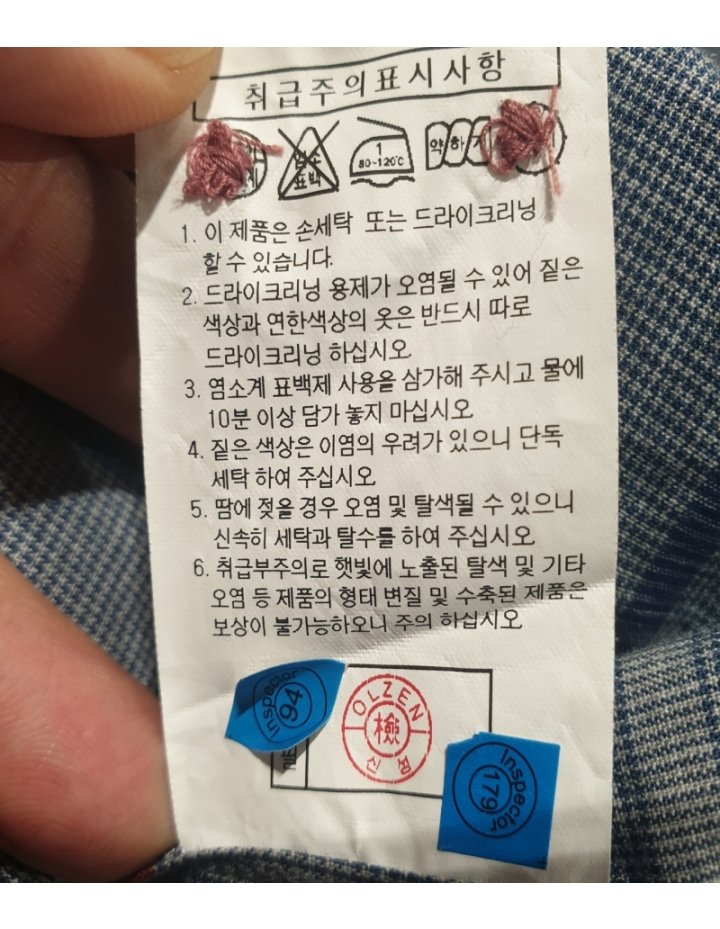 취급주의표시사항
염소
표백
1
80~120℃
약하게
1. 이 제품은 손세탁 또는 드라이크리닝
할 수 있습니다.
2. 드라이크리닝 용제가 오염될 수 있어 짙은
색상과 연한색상의 옷은 반드시 따로
드라이크리닝 하십시오.
3. 염소계 표백제 사용을 삼가해 주시고 물에
10분 이상 담가 놓지 마십시오.
4. 짙은 색상은 이염의 우려가 있으니 단독
세탁 하여 주십시오.
5. 땀에 젖을 경우 오염 및 탈색될 수 있으니
신속히 세탁과 탈수를 하여 주십시오.
6. 취급부주의로 햇빛에 노출된 탈색 및 기타
오염 등 제품의 형태 변질 및 수축된 제품은
보상이 불가능하오니 주의 하십시오.
Inspector
94
OLZEN
檢
신성
Inspector
179